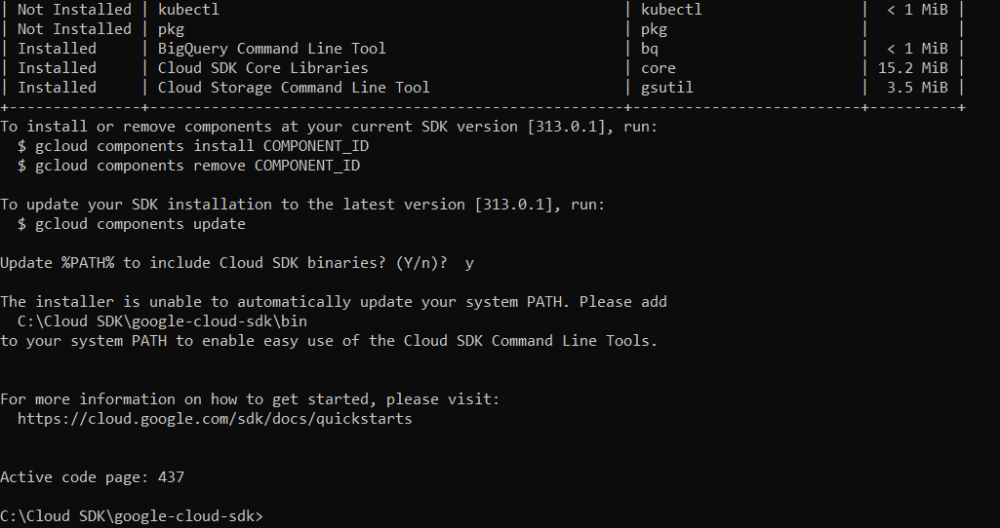 | Not Installed | kubectl | kubectl | < 1 MiB |
| Not Installed | pkg | pkg | |
| Installed | BigQuery Command Line Tool | bq | < 1 MiB |
| Installed | Cloud SDK Core Libraries | core | 15.2 MiB |
| Installed | Cloud Storage Command Line Tool | gsutil | 3.5 MiB |
+---------------+------------------------------------------------------+--------------------------+----------+
To install or remove components at your current SDK version [313.0.1], run:
$ gcloud components install COMPONENT_ID
$ gcloud components remove COMPONENT_ID
To update your SDK installation to the latest version [313.0.1], run:
$ gcloud components update
Update %PATH% to include Cloud SDK binaries? (Y/n)? y
The installer is unable to automatically update your system PATH. Please add
C:\Cloud SDK\google-cloud-sdk\bin
to your system PATH to enable easy use of the Cloud SDK Command Line Tools.
For more information on how to get started, please visit:
https://cloud.google.com/sdk/docs/quickstarts
Active code page: 437
C:\Cloud SDK\google-cloud-sdk>